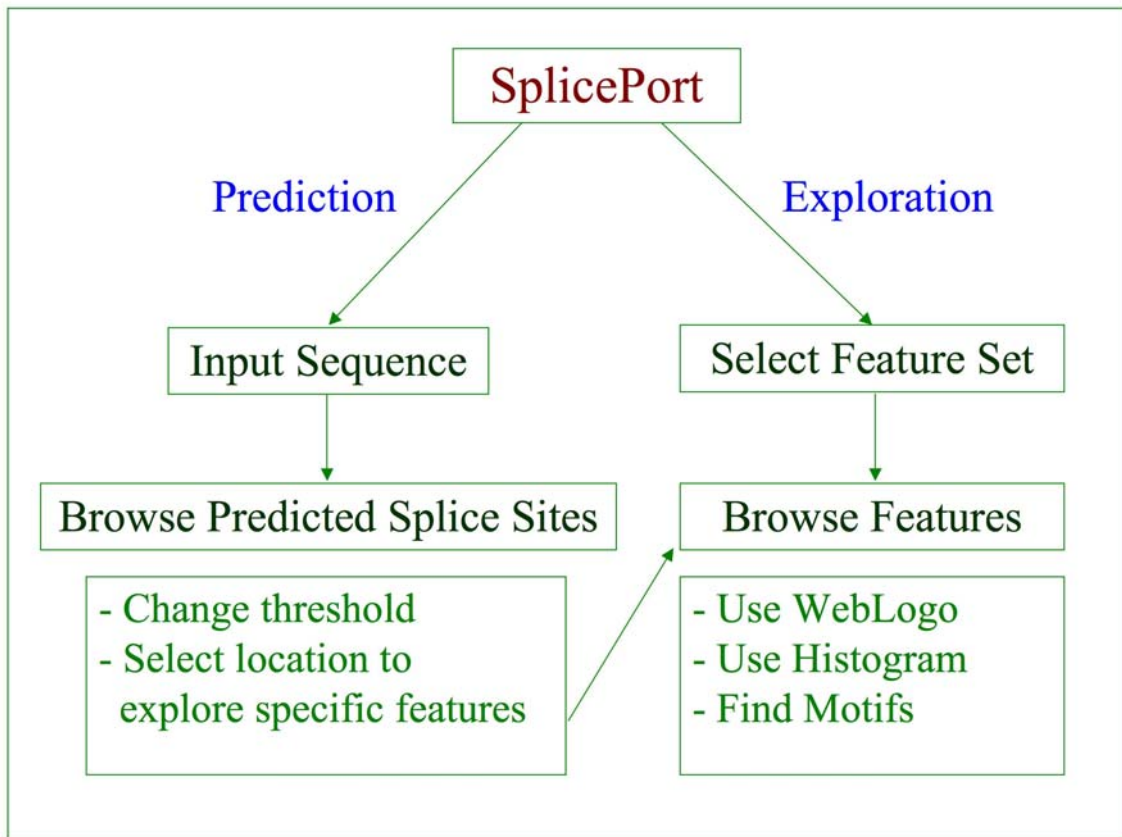 SplicePort
Prediction
Exploration
Input Sequence
Select Feature Set
Browse Predicted Splice Sites
Browse Features
- Change threshold
- Select location to
explore specific features
- Use WebLogo
- Use Histogram
- Find Motifs